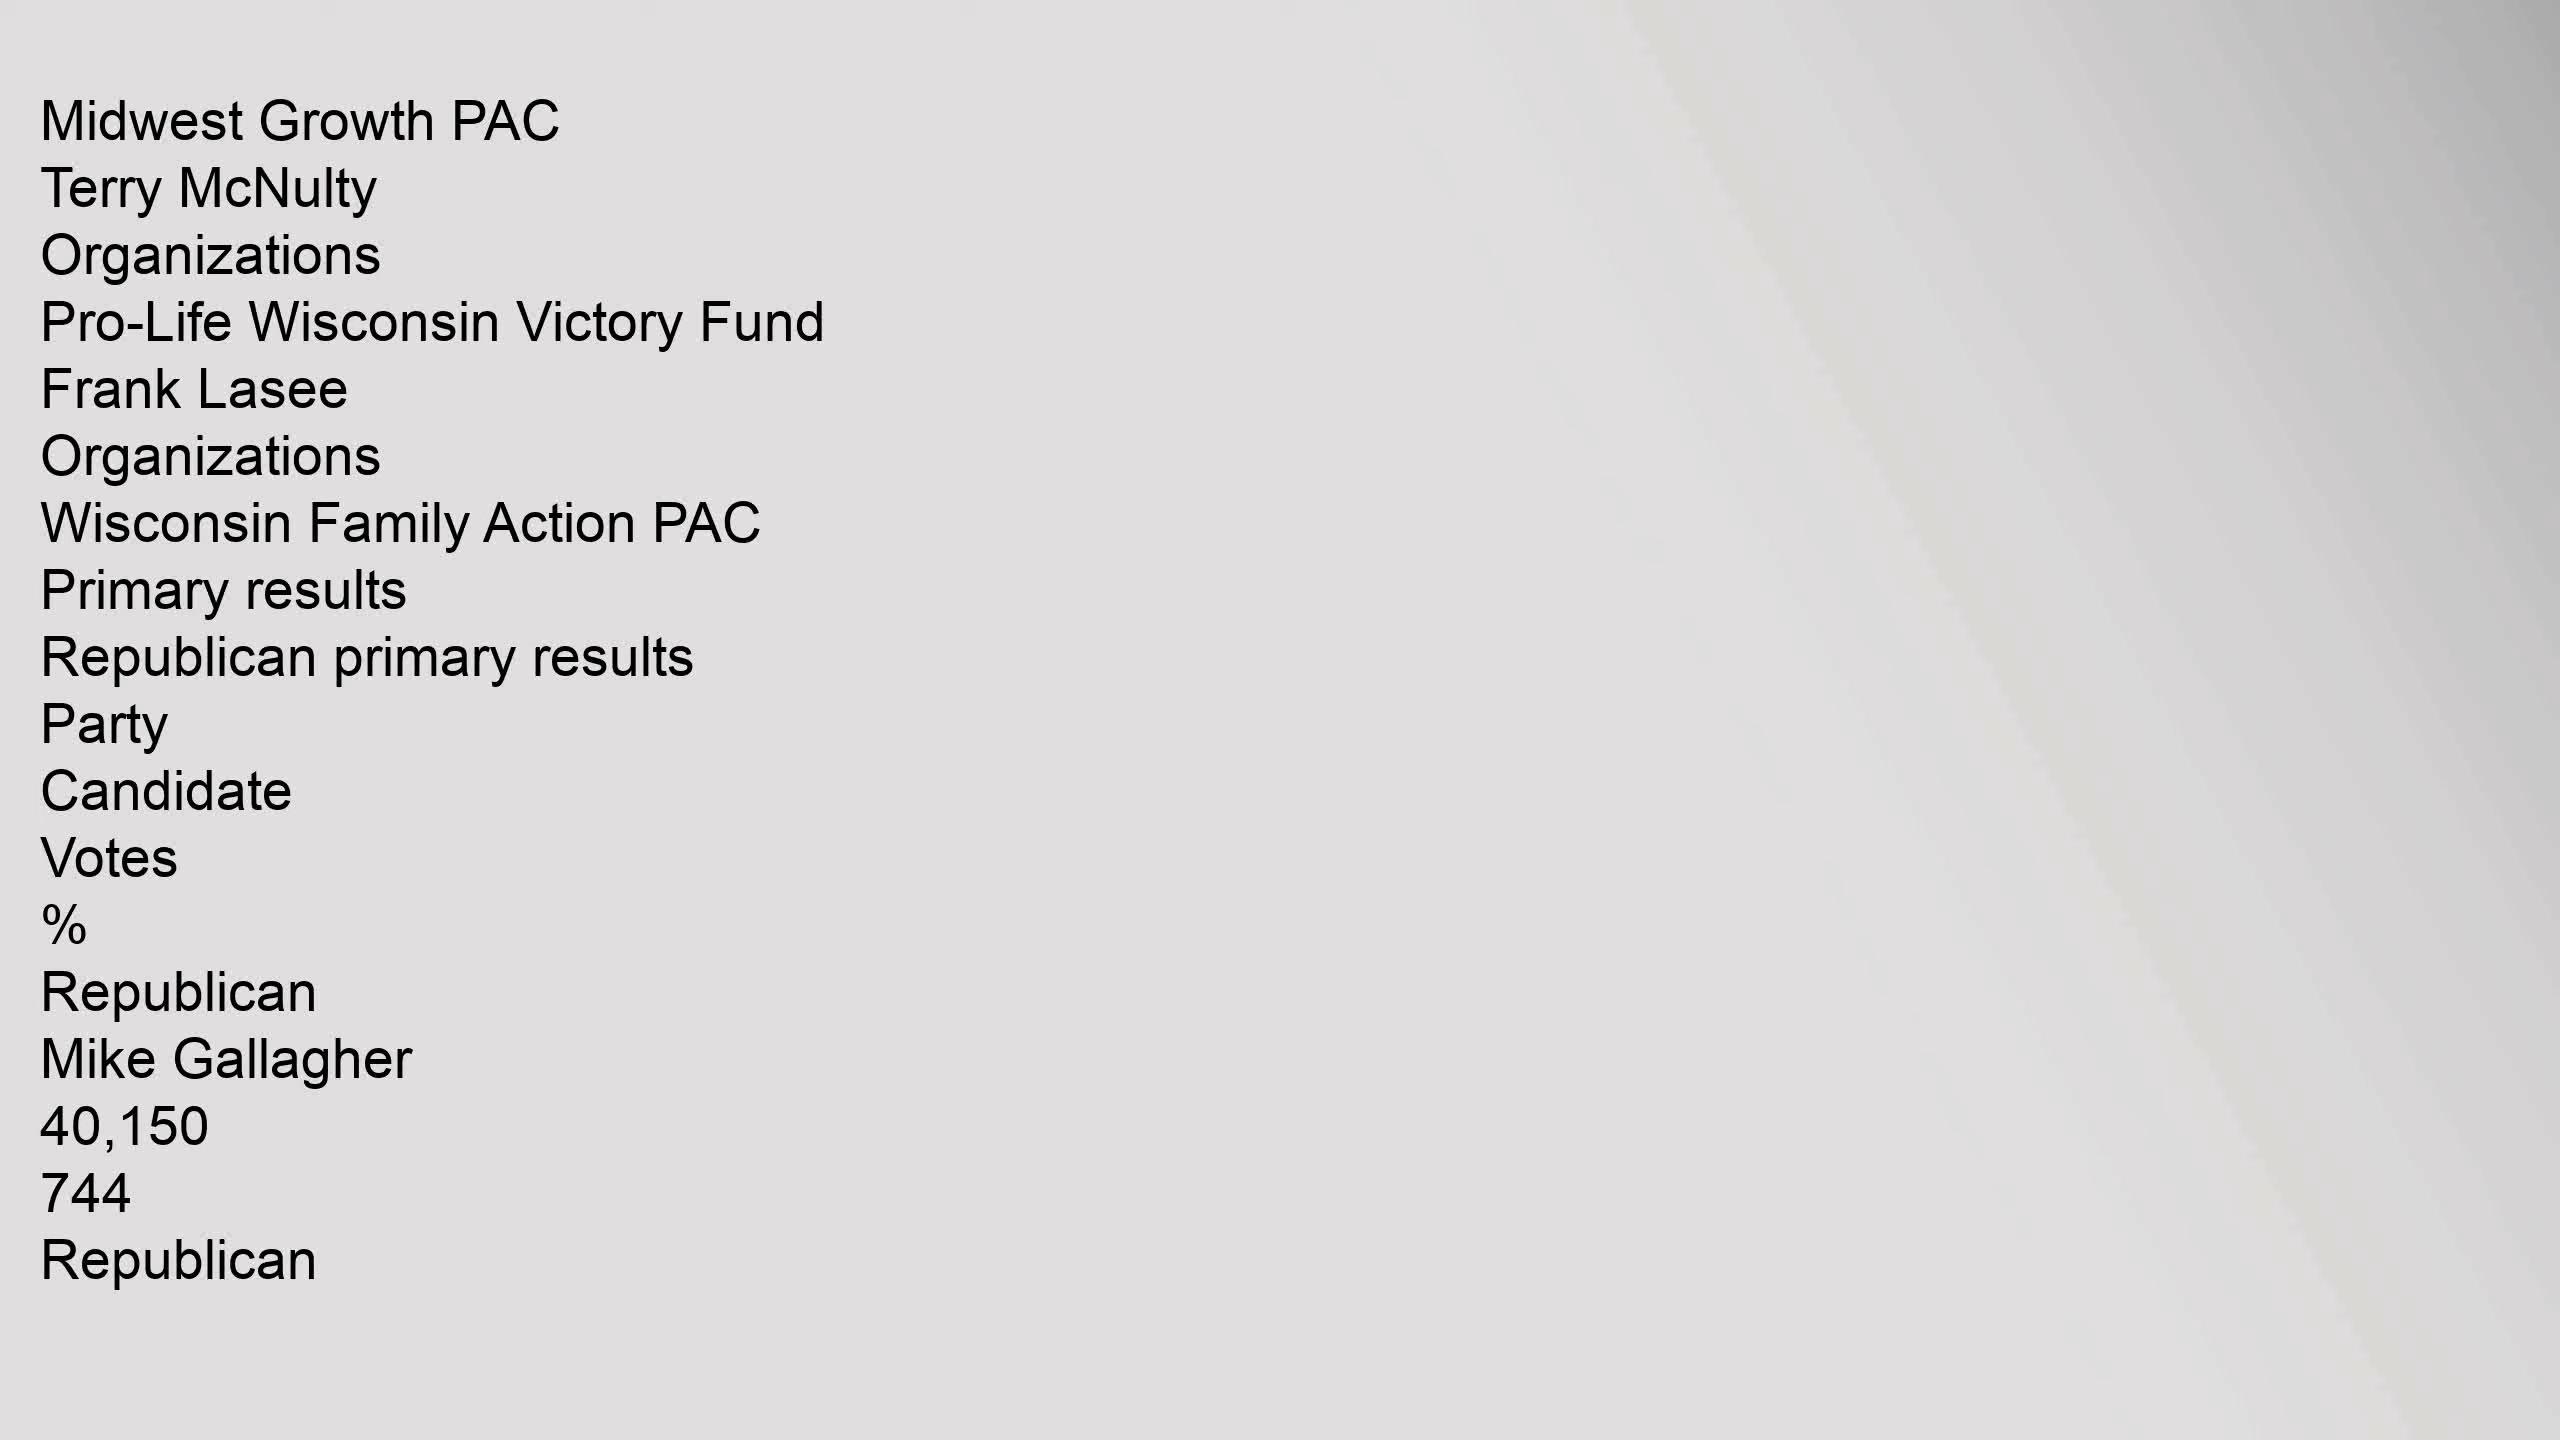 Midwest Growth PAC
Terry McNulty
Organizations
Pro-Life Wisconsin Victory Fund
Frank Lasee
Organizations
Wisconsin Family Action PAC
Primary results
Republican primary results
Party
Candidate
Votes
%
Republican
Mike Gallagher
40,150
744
Republican